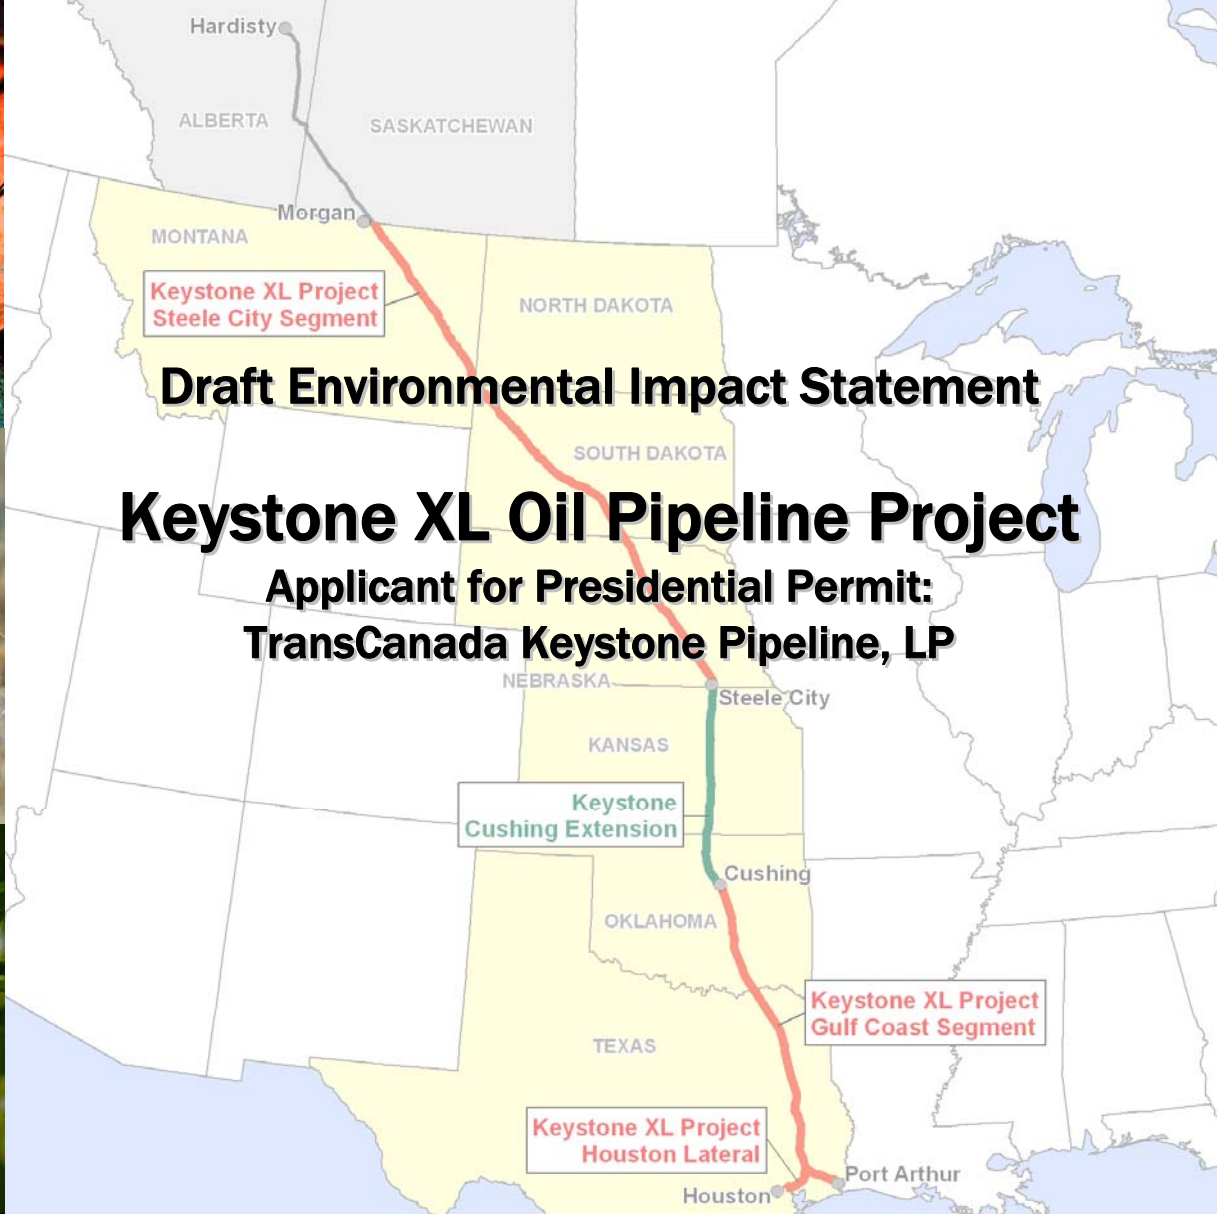 Hardisty
ALBERTA
SASKATCHEWAN
Morgan
MONTANA
Keystone XL Project
Steele City Segment
NORTH DAKOTA
Draft Environmental Impact Statement
SOUTH DAKOTA
Keystone XL Oil Pipeline Project
Applicant for Presidential Permit:
TransCanada Keystone Pipeline, LP
NEBRASKA
Steele City
KANSAS
Keystone
Cushing Extension
Cushing
OKLAHOMA
Keystone XL Project
Gulf Coast Segment
TEXAS
Keystone XL Project
Houston Lateral
Port Arthur
Houston